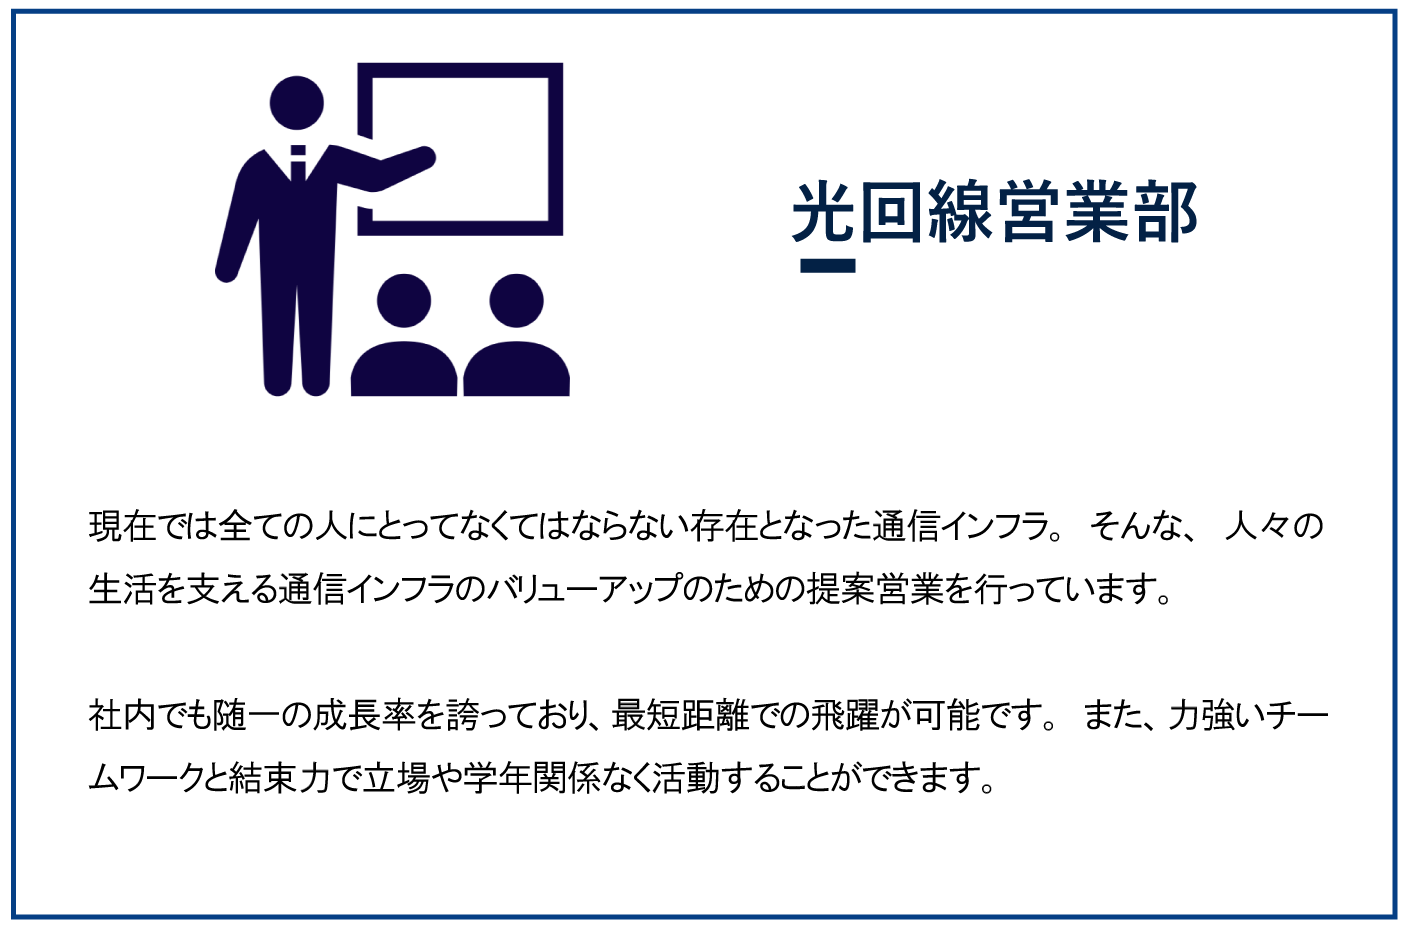 光回線営業部
現在では全ての人にとってなくてはならない存在となった通信インフラ。 そんな、 人々の
生活を支える通信インフラのバリューアップのための提案営業を行っています。
社内でも随一の成長率を誇っており、最短距離での飛躍が可能です。 また、力強いチー
ムワークと結束力で立場や学年関係なく活動することができます。